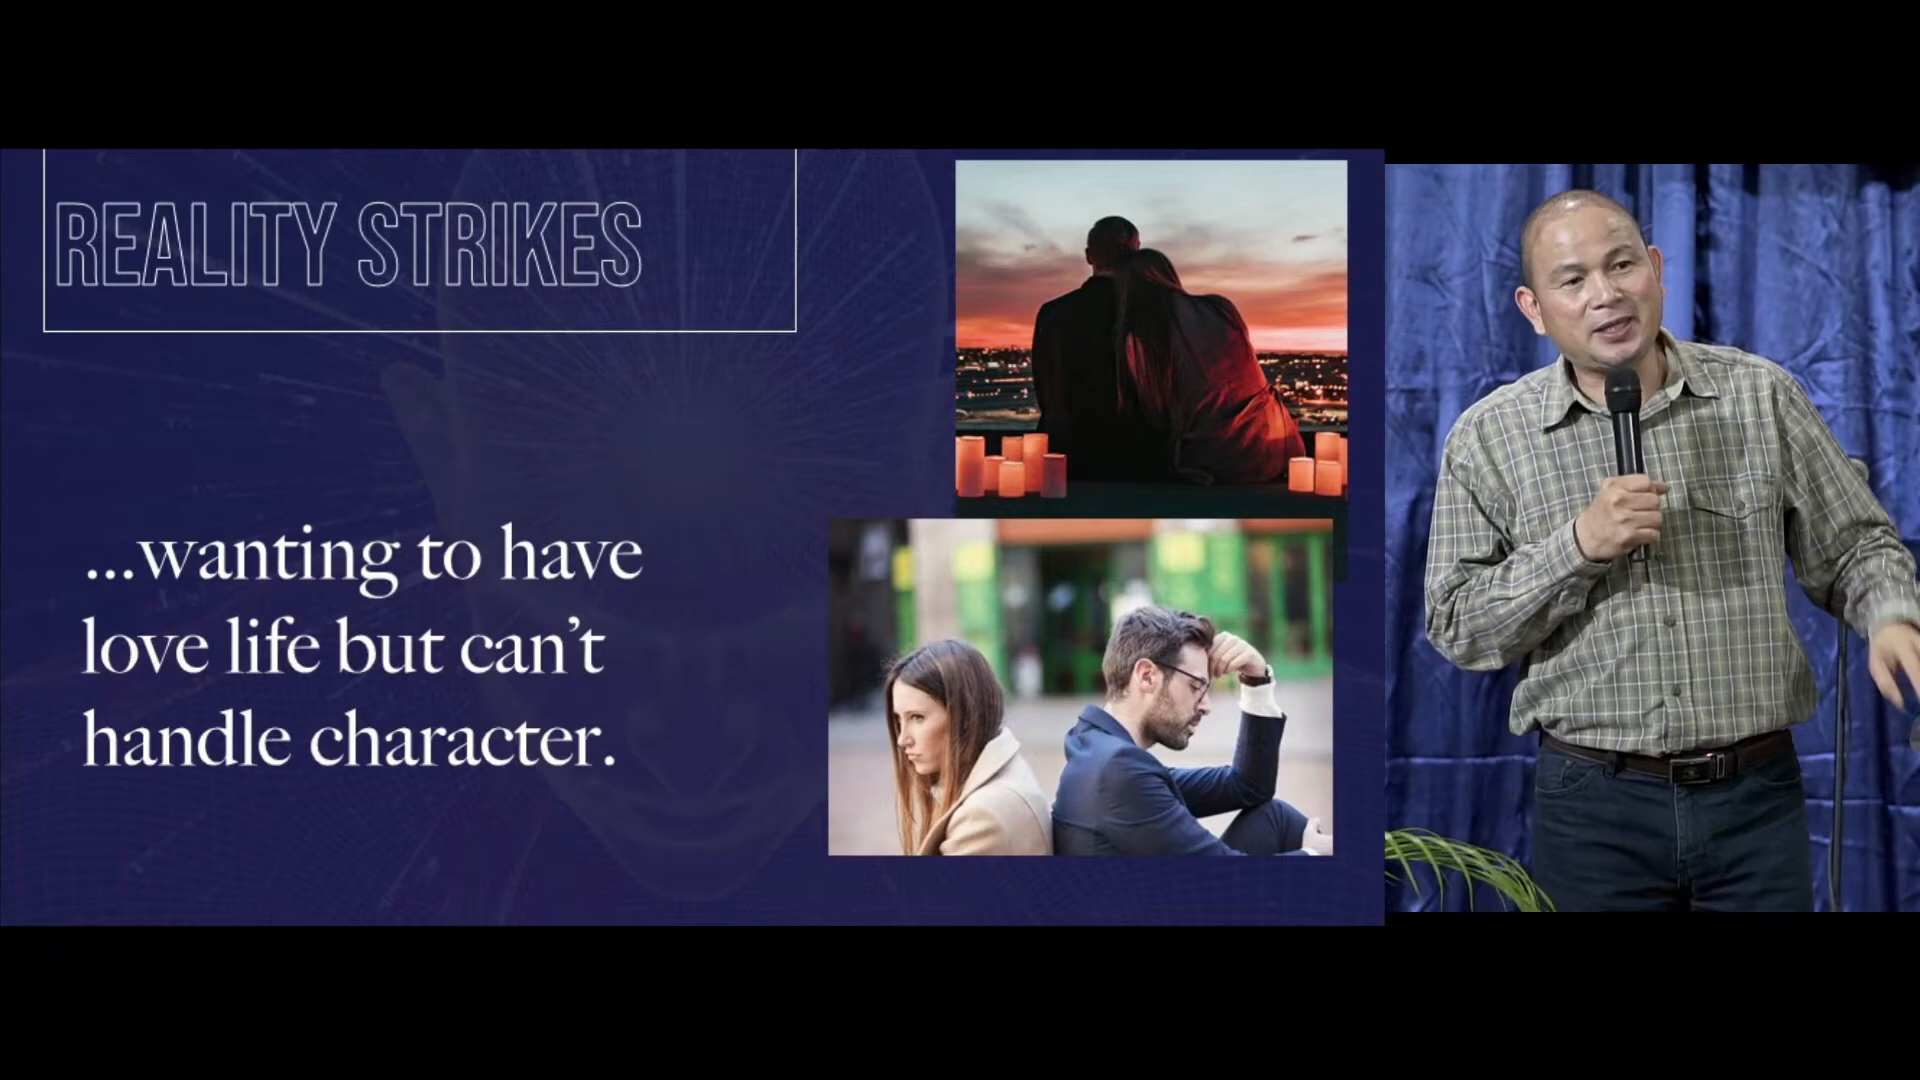 REALITY STRIKES
...wanting to have
love life but can't
handle character.